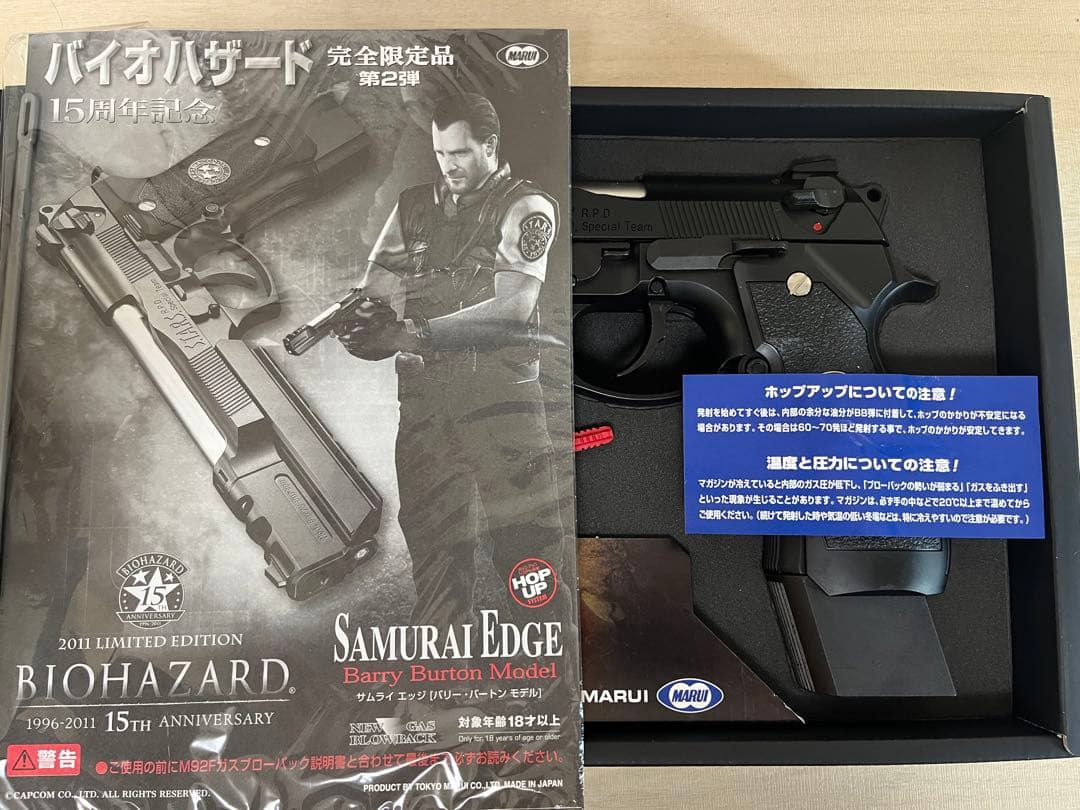 バイオハザード
完全限定品
第2弾
MARUI
15周年記念
S.T.A.R.S.
S.T.A.R.S.
R.P.D.
Special Team
BIOHAZARD
15TH
ANNIVERSARY
1996-2011
2011 LIMITED EDITION
BIOHAZARD®
1996-2011 15TH ANNIVERSARY
HOP
UP
SYSTEM
SAMURAI EDGE
Barry Burton Model
サムライ エッジ [バリー・バートン モデル]
NEW GAS
BLOWBACK
対象年齢18才以上
Only for 18 years of age or older
警告
●ご使用の前にM92Fガスブローバック説明書と合わせて最後まで必ずお読みください。
©CAPCOM CO., LTD. ALL RIGHTS RESERVED.
PRODUCT BY TOKYO MARUI CO.,LTD. MADE IN JAPAN
R.P.D
Special Team
ホップアップについての注意!
発射を始めてすぐ後は、内部の余分な油分がBB弾に付着して、ホップのかかりが不安定になる
場合があります。その場合は60〜70発ほど発射する事で、ホップのかかりが安定してきます。
温度と圧力についての注意!
マガジンが冷えていると内部のガス圧が低下し、「ブローバックの勢いが弱まる」「ガスをふき出す」
といった現象が生じることがあります。マガジンは、必ず手の中などで20℃以上まで温めてから
ご使用ください。(続けて発射した時や気温の低い冬場などは、特に冷えやすいので注意が必要です。)
MARUI
MARUI